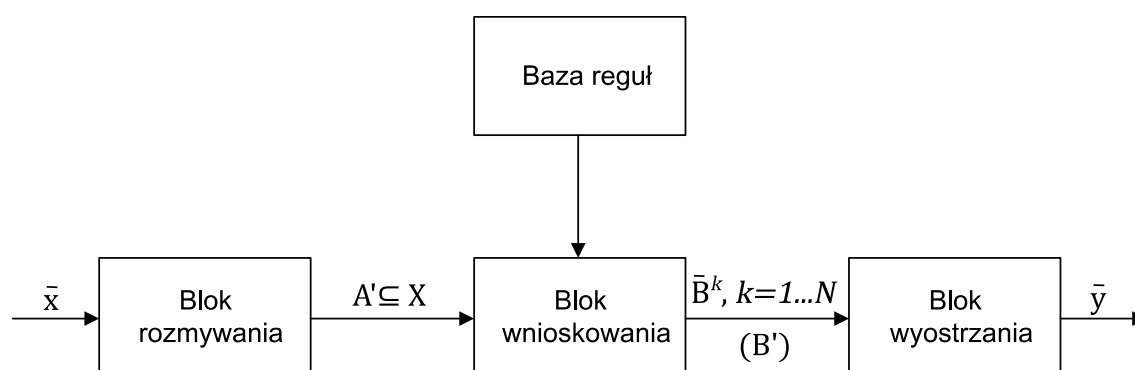 Baza reguł
x̄
Blok
rozmywania
A'⊆ X
Blok
wnioskowania
B̄ᵏ, k=1...N
(B')
Blok
wyostrzania
ȳ